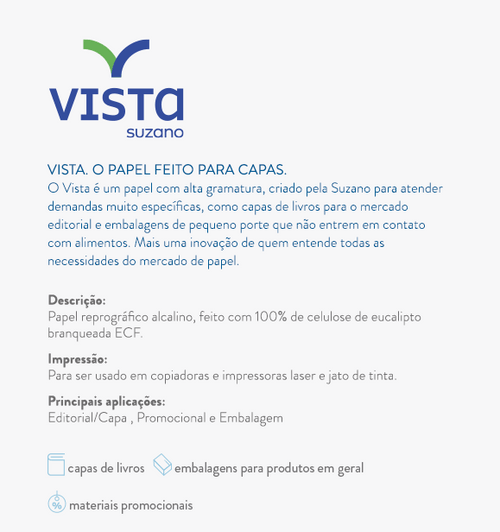 VISTa
suzano
VISTA. O PAPEL FEITO PARA CAPAS.
O Vista é um papel com alta gramatura, criado pela Suzano para atender
demandas muito específicas, como capas de livros para o mercado
editorial e embalagens de pequeno porte que não entrem em contato
com alimentos. Mais uma inovação de quem entende todas as
necessidades do mercado de papel.
Descrição:
Papel reprográfico alcalino, feito com 100% de celulose de eucalipto
branqueada ECF.
Impressão:
Para ser usado em copiadoras e impressoras laser e jato de tinta.
Principais aplicações:
Editorial/Capa , Promocional e Embalagem
capas de livros embalagens para produtos em geral
% materiais promocionais